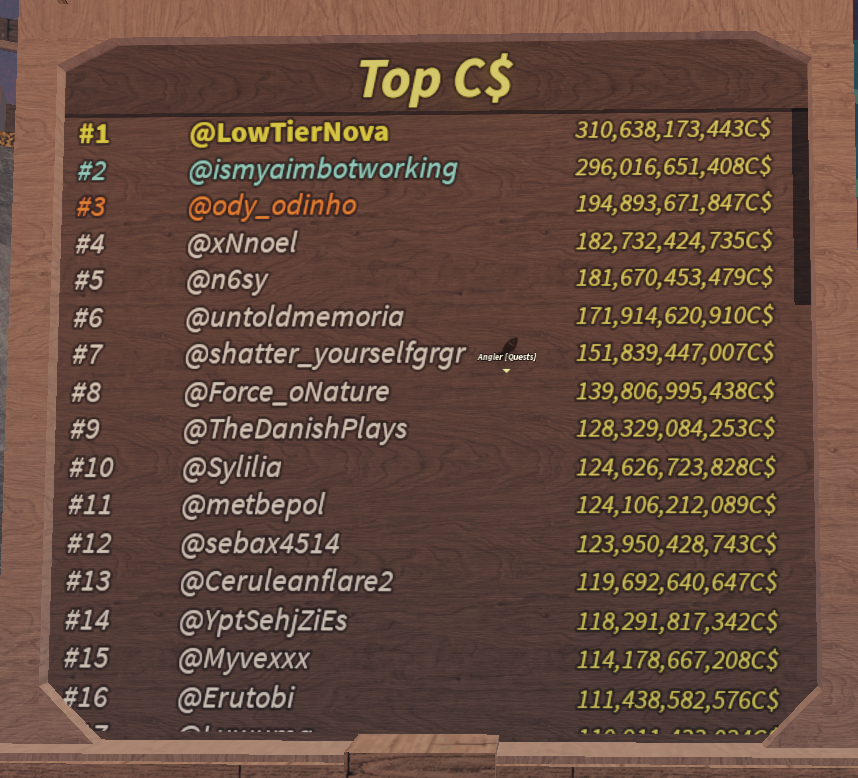 Top C$
#1 @LowTierNova 310,638,173,443C$
#2 @ismyaimbotworking 296,016,651,408C$
#3 @ody_odinho 194,893,671,847C$
#4 @xNnoel 182,732,424,735C$
#5 @n6sy 181,670,453,479C$
#6 @untoldmemoria 171,914,620,910C$
#7 @shatter_yourselfgrgr Angler [Quests] 151,839,447,007C$
#8 @Force_oNature 139,806,995,438C$
#9 @TheDanishPlays 128,329,084,253C$
#10 @Sylilia 124,626,723,828C$
#11 @metbepol 124,106,212,089C$
#12 @sebax4514 123,950,428,743C$
#13 @Ceruleanflare2 119,692,640,647C$
#14 @YptSehjZiEs 118,291,817,342C$
#15 @Myvexxx 114,178,667,208C$
#16 @Erutobi 111,438,582,576C$